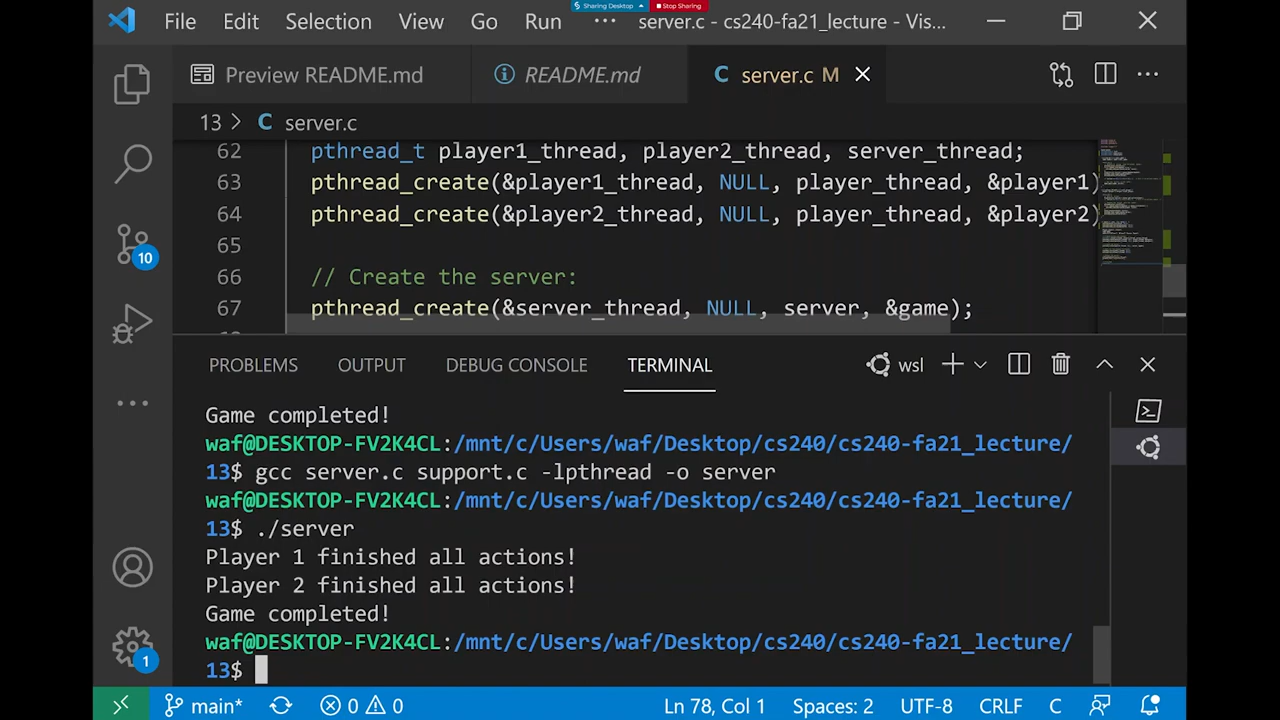 Sharing Desktop
Stop Sharing
File Edit Selection View Go Run ··· server.c - cs240-fa21_lecture - Vis...
Preview README.md README.md C server.c M
13 > C server.c
62 pthread_t player1_thread, player2_thread, server_thread;
63 pthread_create(&player1_thread, NULL, player_thread, &player1)
64 pthread_create(&player2_thread, NULL, player_thread, &player2)
65
66 // Create the server:
67 pthread_create(&server_thread, NULL, server, &game);
PROBLEMS OUTPUT DEBUG CONSOLE TERMINAL wsl
Game completed!
waf@DESKTOP-FV2K4CL:/mnt/c/Users/waf/Desktop/cs240/cs240-fa21_lecture/
13$ gcc server.c support.c -lpthread -o server
waf@DESKTOP-FV2K4CL:/mnt/c/Users/waf/Desktop/cs240/cs240-fa21_lecture/
13$ ./server
Player 1 finished all actions!
Player 2 finished all actions!
Game completed!
waf@DESKTOP-FV2K4CL:/mnt/c/Users/waf/Desktop/cs240/cs240-fa21_lecture/
13$
10
1
main* 0 0 Ln 78, Col 1 Spaces: 2 UTF-8 CRLF C